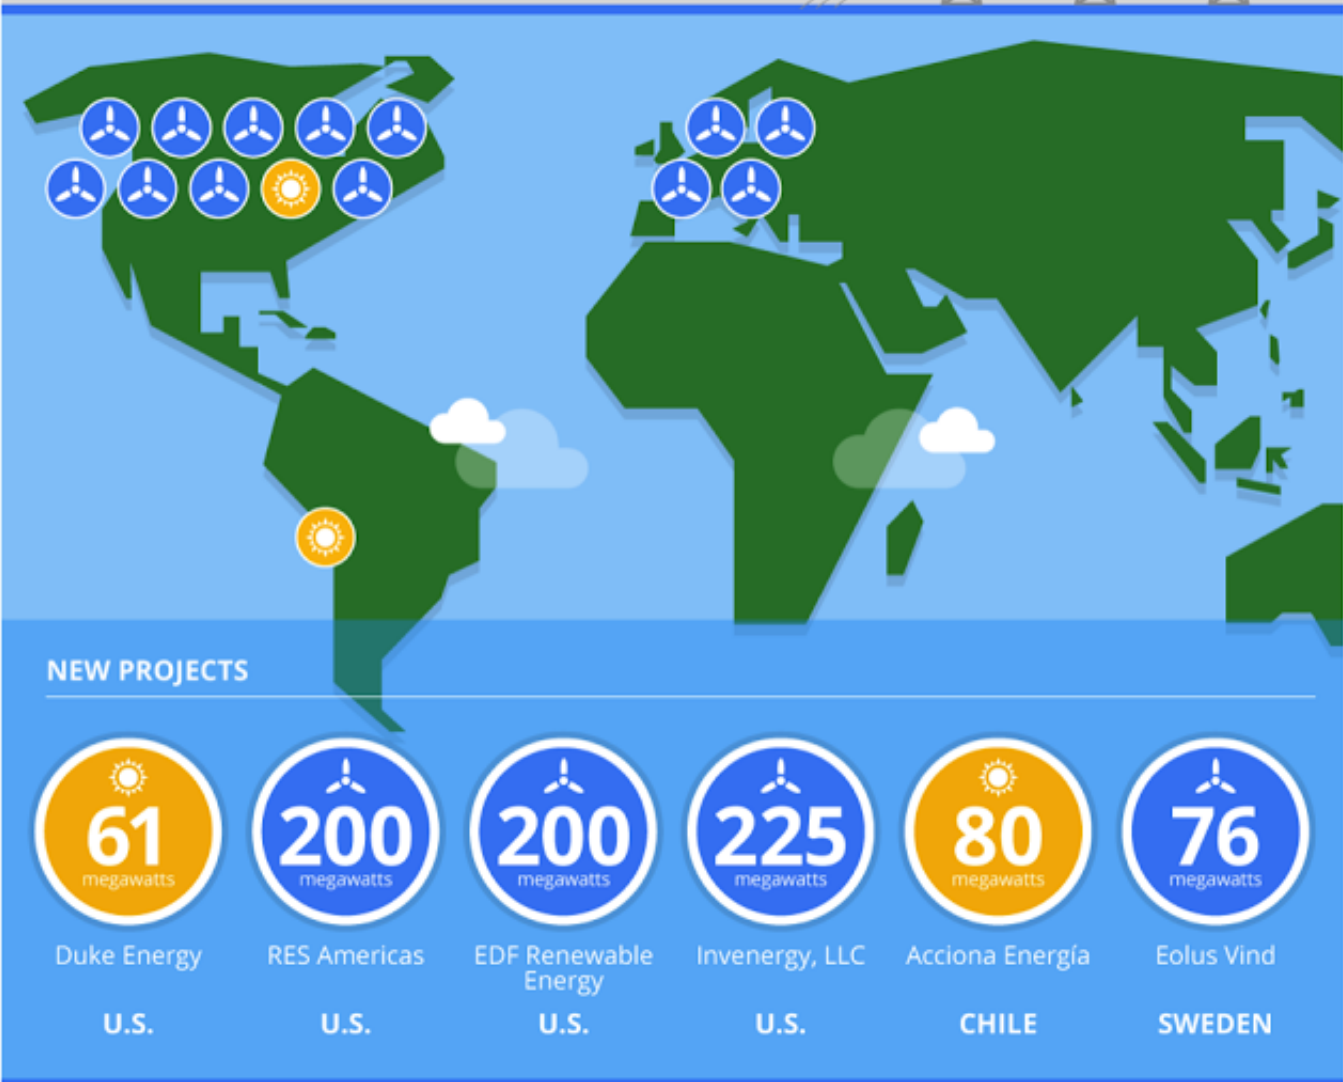 NEW PROJECTS
61
megawatts
Duke Energy
U.S.
200
megawatts
RES Americas
U.S.
200
megawatts
EDF Renewable
Energy
U.S.
225
megawatts
Invenergy, LLC
U.S.
80
megawatts
Acciona Energía
CHILE
76
megawatts
Eolus Vind
SWEDEN